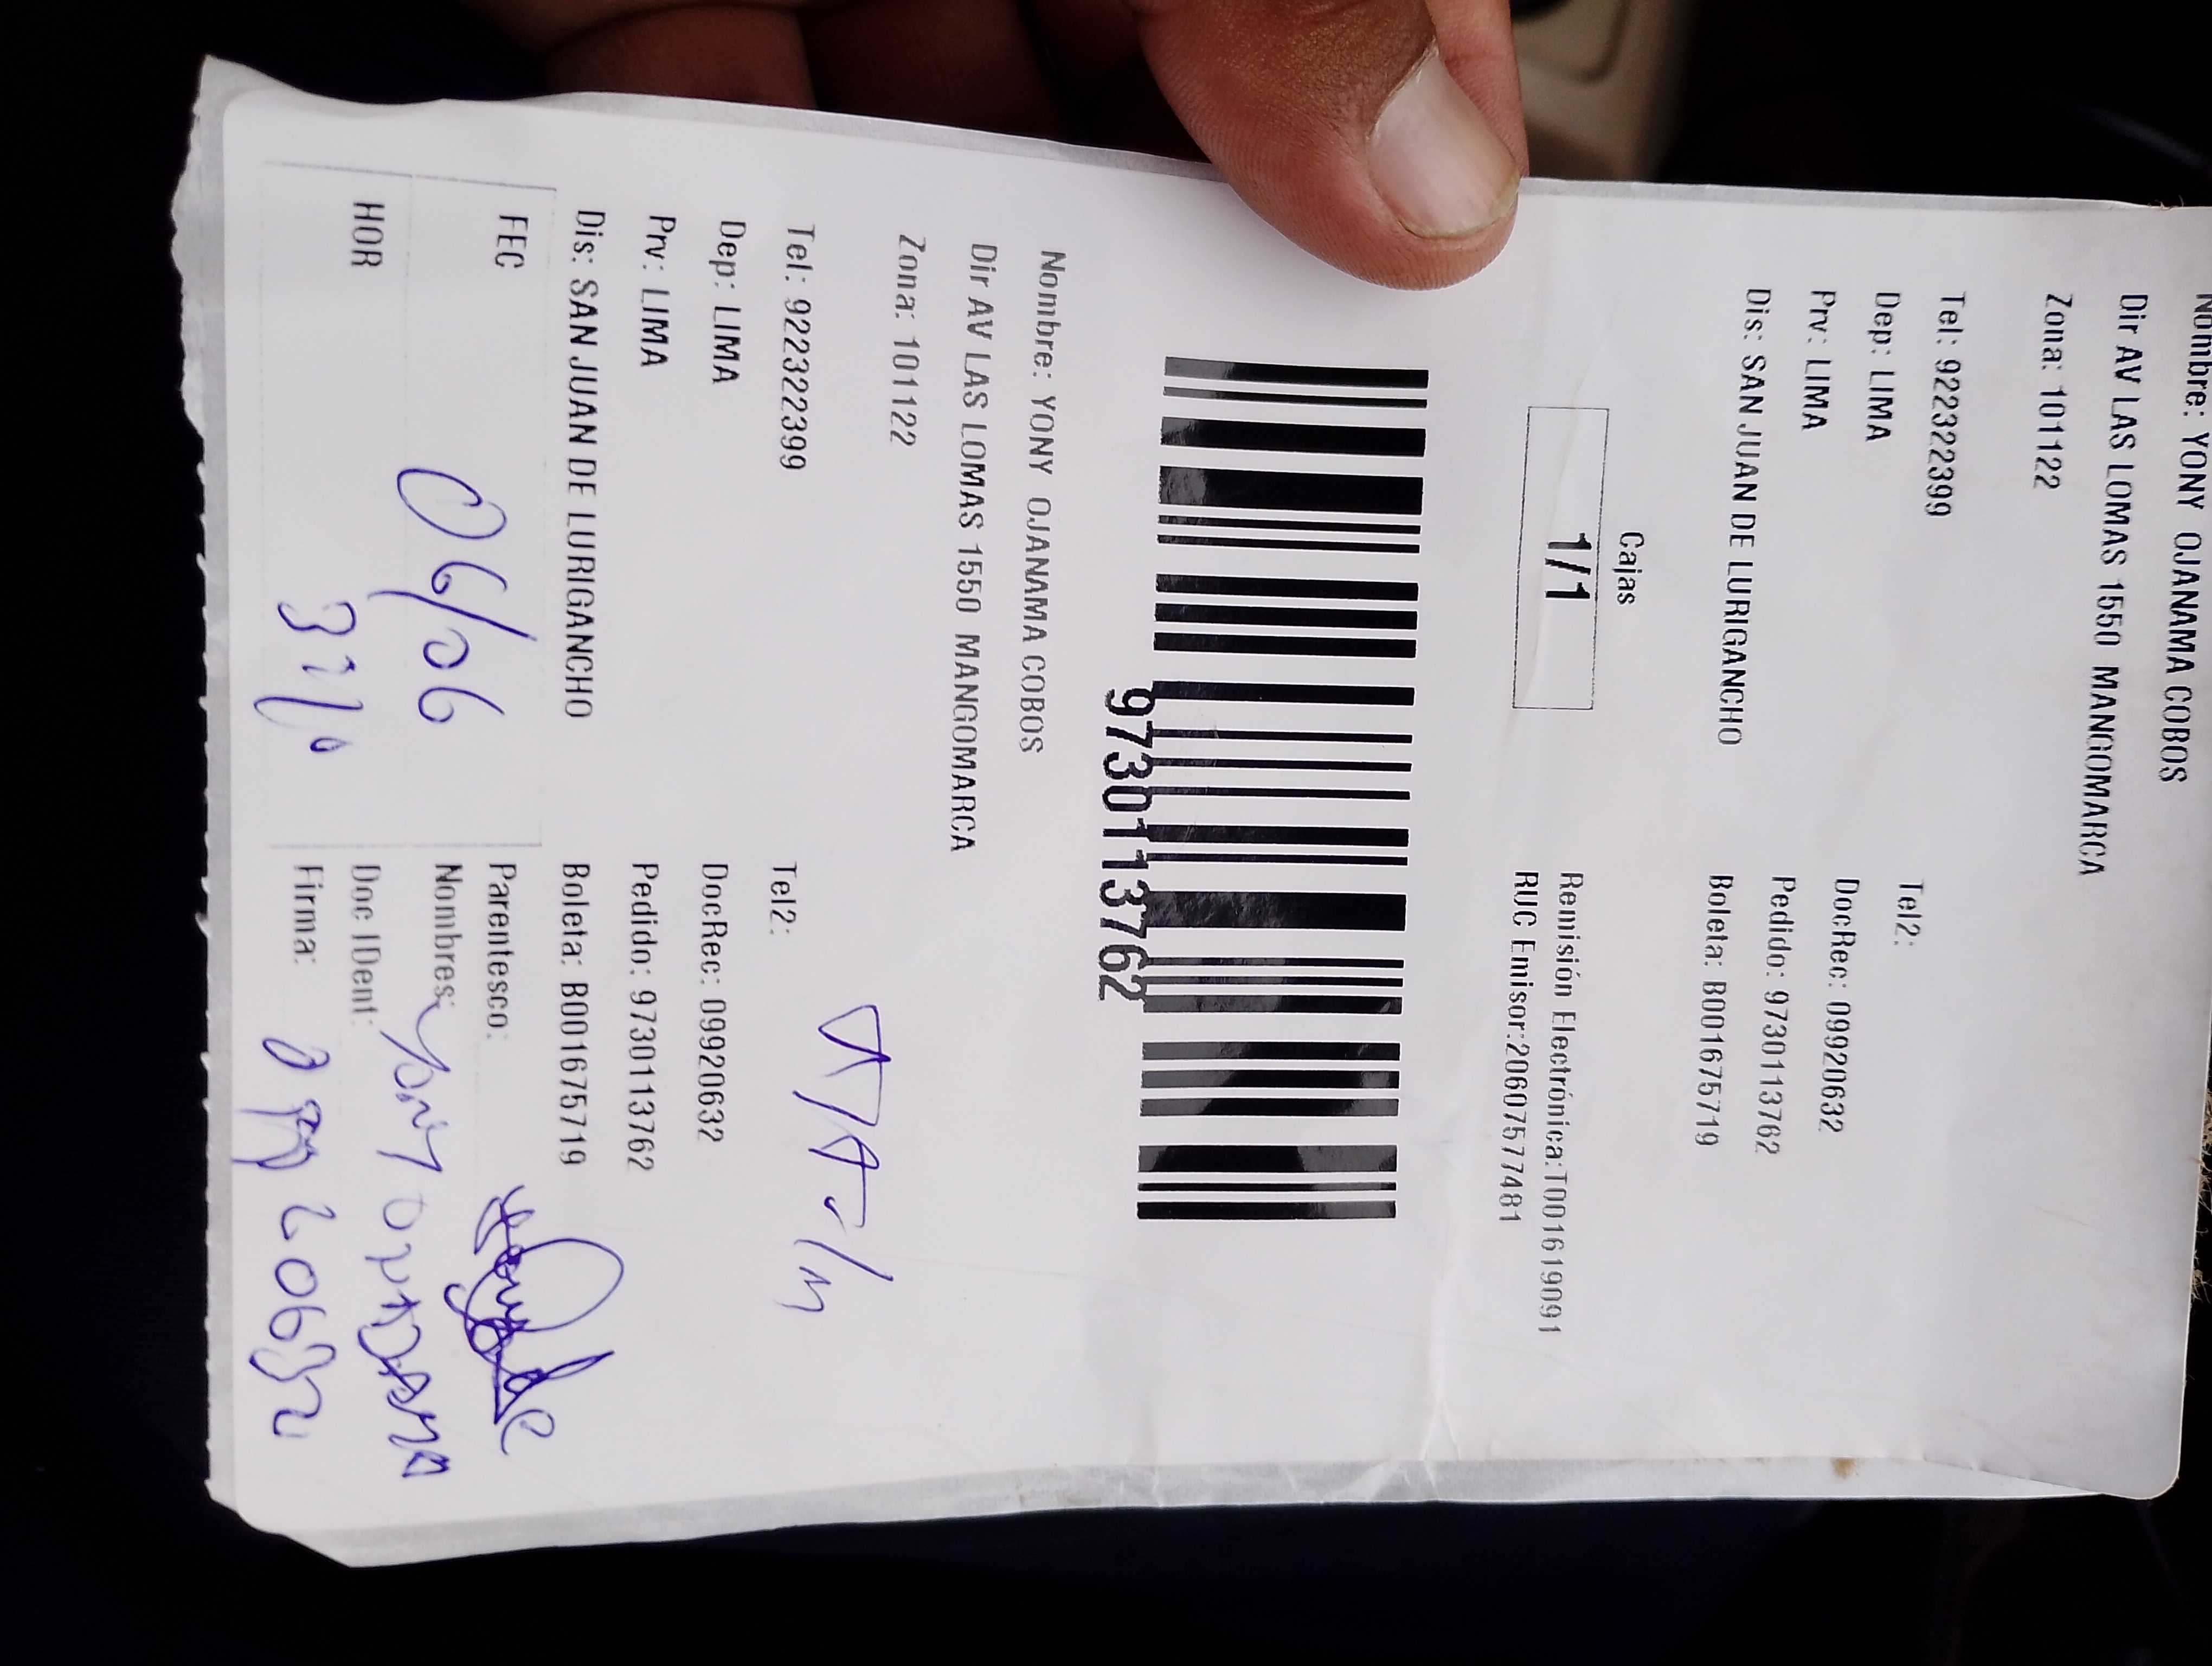 Nombre: YONY OJANAMA COBOS
Dir AV LAS LOMAS 1550 MANGOMARCA
Zona: 101122
Tel: 922322399 Tel2:
Dep: LIMA DocRec: 09920632
Prv: LIMA Pedido: 9730113762
Dis: SAN JUAN DE LURIGANCHO Boleta: B001675719
Cajas
1/1
Remisión Electrónica:T001619091
RUC Emisor:20607577481
9730113762
Nombre: YONY OJANAMA COBOS
Dir AV LAS LOMAS 1550 MANGOMARCA
Zona: 101122
Tel: 922322399 Tel2:
Dep: LIMA DocRec: 09920632
Prv: LIMA Pedido: 9730113762
Dis: SAN JUAN DE LURIGANCHO Boleta: B001675719
FEC 06/06 Parentesco:
Nombres: Yony
HOR Doc IDent:
Firma: